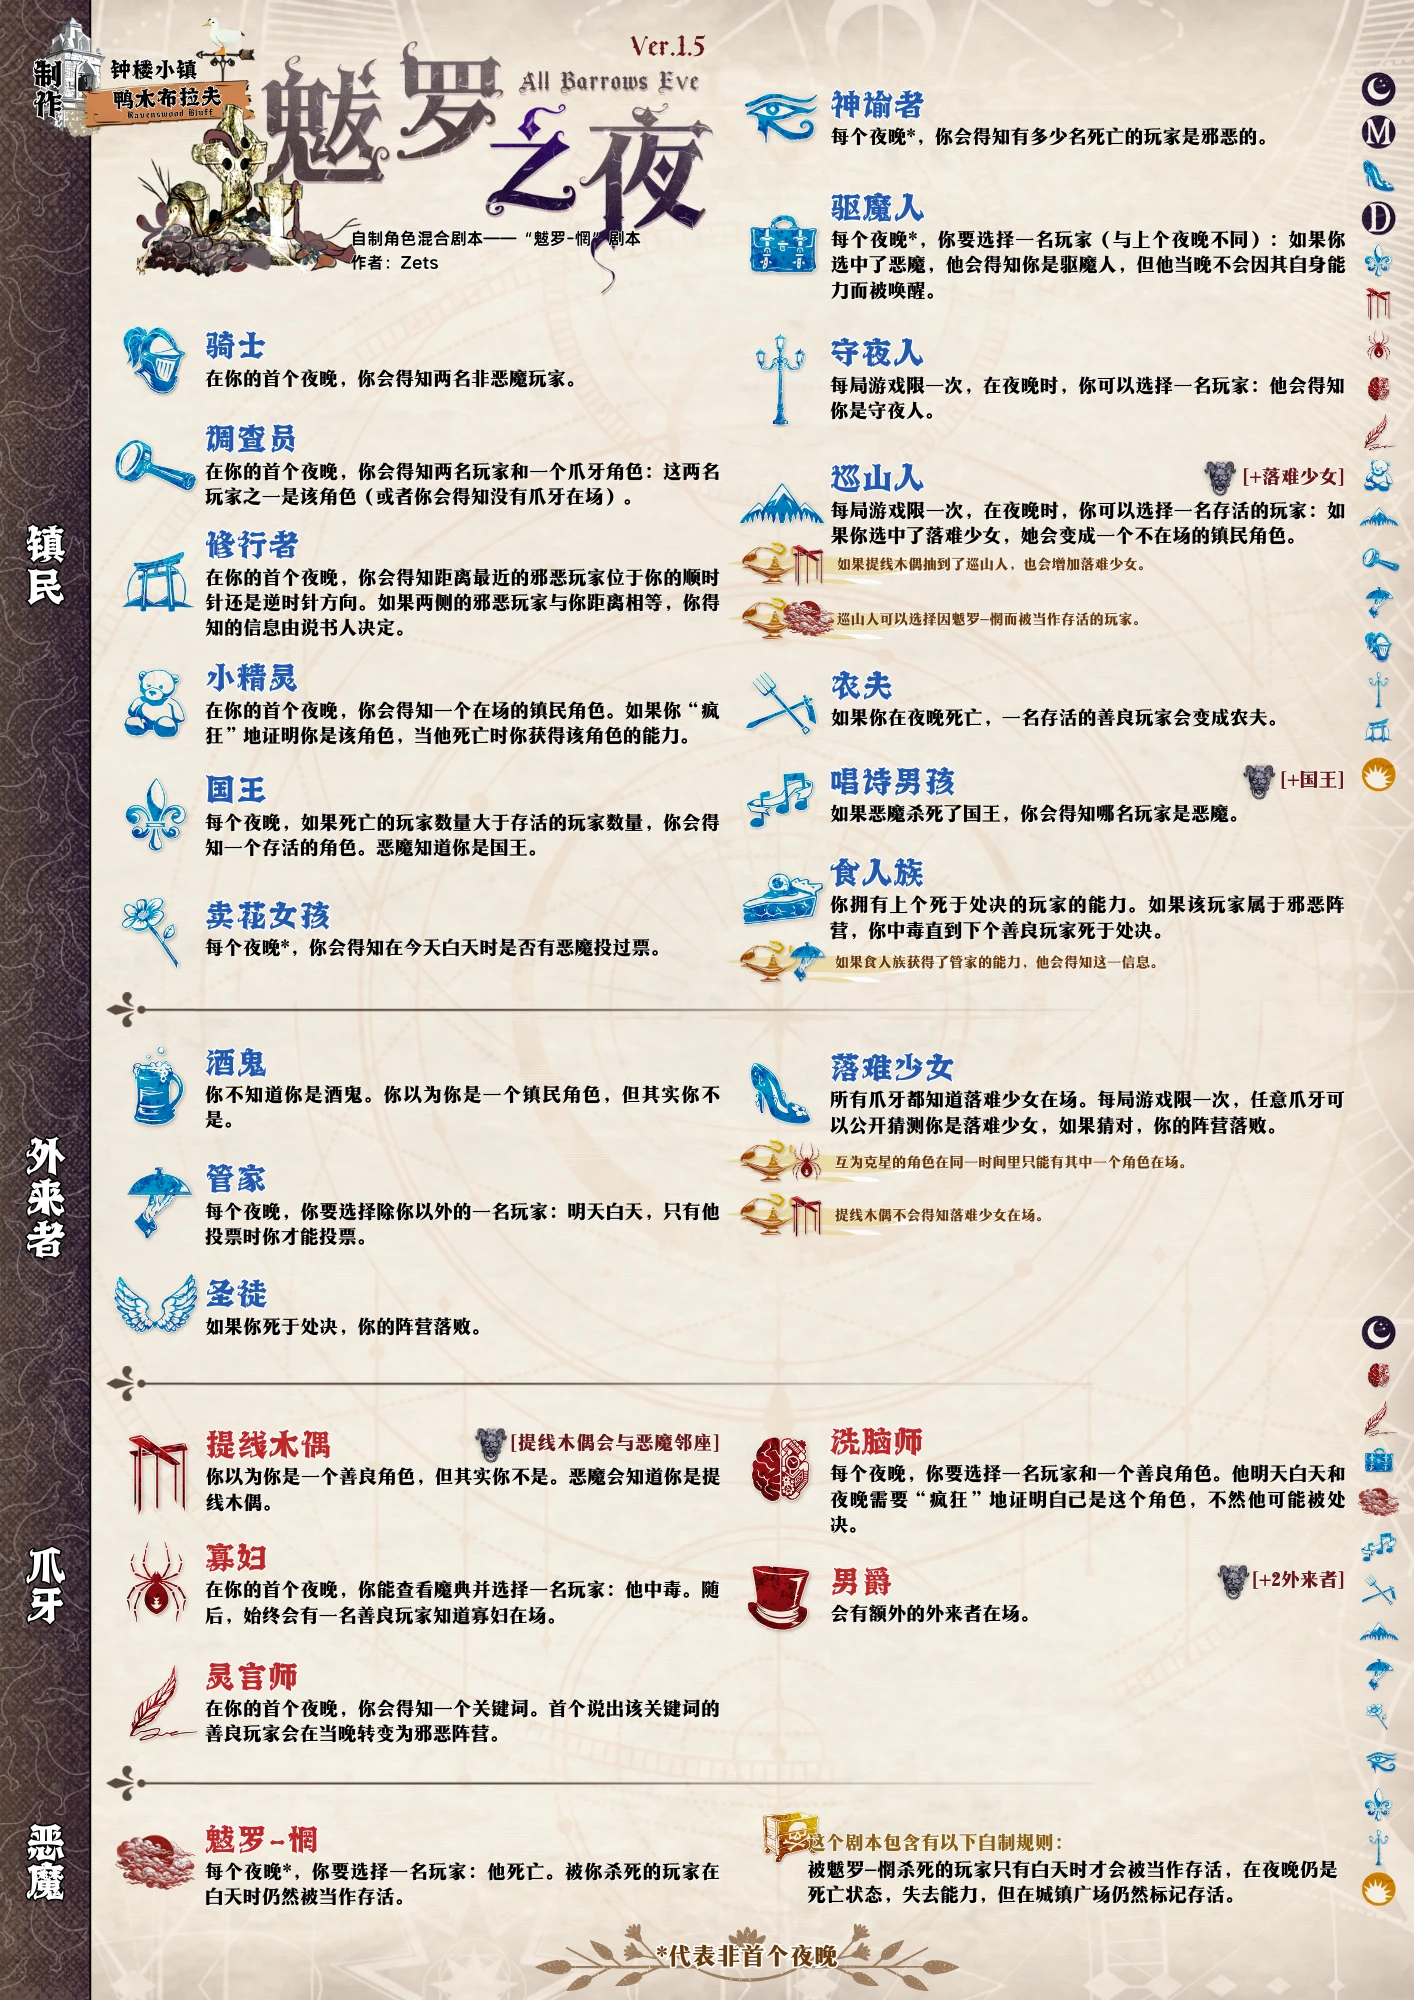 制作
钟楼小镇
鸦木布拉夫
Ravenswood Bluff
魃罗之夜
Ver.1.5
All Barrows Eve
自制角色混合剧本——“魃罗-惘”剧本
作者：Zets
镇民
骑士
在你的首个夜晚，你会得知两名非恶魔玩家。
调查员
在你的首个夜晚，你会得知两名玩家和一个爪牙角色：这两名
玩家之一是该角色（或者你会得知没有爪牙在场）。
修行者
在你的首个夜晚，你会得知距离最近的邪恶玩家位于你的顺时
针还是逆时针方向。如果两侧的邪恶玩家与你距离相等，你得
知的信息由说书人决定。
小精灵
在你的首个夜晚，你会得知一个在场的镇民角色。如果你“疯
狂”地证明你是该角色，当他死亡时你获得该角色的能力。
国王
每个夜晚，如果死亡的玩家数量大于存活的玩家数量，你会得
知一个存活的角色。恶魔知道你是国王。
卖花女孩
每个夜晚*，你会得知在今天白天时是否有恶魔投过票。
神谕者
每个夜晚*，你会得知有多少名死亡的玩家是邪恶的。
驱魔人
每个夜晚*，你要选择一名玩家（与上个夜晚不同）：如果你
选中了恶魔，他会得知你是驱魔人，但他当晚不会因其自身能
力而被唤醒。
守夜人
每局游戏限一次，在夜晚时，你可以选择一名玩家：他会得知
你是守夜人。
巡山人
[+落难少女]
每局游戏限一次，在夜晚时，你可以选择一名存活的玩家：如
果你选中了落难少女，她会变成一个不在场的镇民角色。
如果提线木偶抽到了巡山人，也会增加落难少女。
巡山人可以选择因魃罗-惘而被当作存活的玩家。
农夫
如果你在夜晚死亡，一名存活的善良玩家会变成农夫。
唱诗男孩
[+国王]
如果恶魔杀死了国王，你会得知哪名玩家是恶魔。
食人族
你拥有上个死于处决的玩家的能力。如果该玩家属于邪恶阵
营，你中毒直到下个善良玩家死于处决。
如果食人族获得了管家的能力，他会得知这一信息。
外来者
酒鬼
你不知道你是酒鬼。你以为你是一个镇民角色，但其实你不
是。
管家
每个夜晚，你要选择除你以外的一名玩家：明天白天，只有他
投票时你才能投票。
圣徒
如果你死于处决，你的阵营落败。
落难少女
所有爪牙都知道落难少女在场。每局游戏限一次，任意爪牙可
以公开猜测你是落难少女，如果猜对，你的阵营落败。
互为克星的角色在同一时间里只能有其中一个角色在场。
提线木偶不会得知落难少女在场。
爪牙
提线木偶
[提线木偶会与恶魔邻座]
你以为你是一个善良角色，但其实你不是。恶魔会知道你是提
线木偶。
寡妇
在你的首个夜晚，你能查看魔典并选择一名玩家：他中毒。随
后，始终会有一名善良玩家知道寡妇在场。
灵言师
在你的首个夜晚，你会得知一个关键词。首个说出该关键词的
善良玩家会在当晚转变为邪恶阵营。
洗脑师
每个夜晚，你要选择一名玩家和一个善良角色。他明天白天和
夜晚需要“疯狂”地证明自己是这个角色，不然他可能被处
决。
男爵
[+2外来者]
会有额外的外来者在场。
恶魔
魃罗-惘
每个夜晚*，你要选择一名玩家：他死亡。被你杀死的玩家在
白天时仍然被当作存活。
这个剧本包含有以下自制规则：
被魃罗-惘杀死的玩家只有白天时才会被当作存活，在夜晚仍是
死亡状态，失去能力，但在城镇广场仍然标记存活。
*代表非首个夜晚
M
D